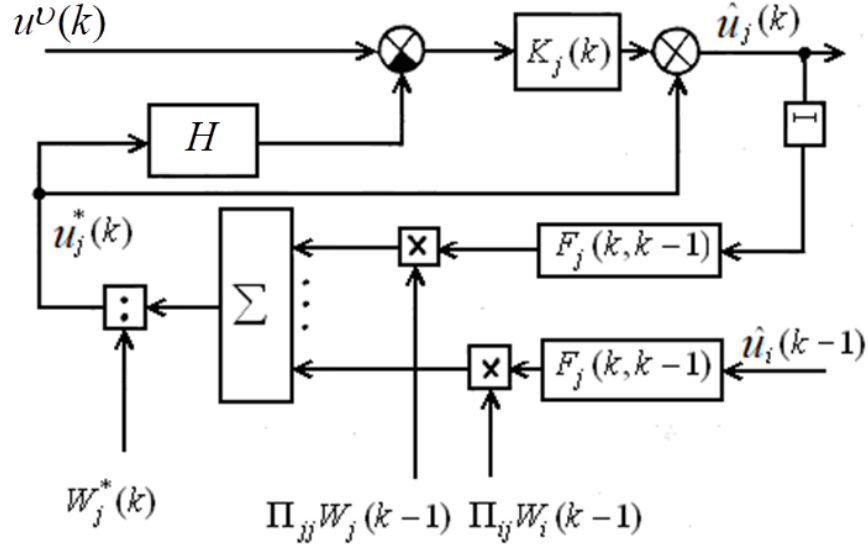 u^υ(k)
û_j(k)
K_j(k)
H
I
u_j^*(k)
F_j(k,k−1)
×
Σ
:
×
F_j(k,k−1)
û_i(k−1)
W_j^*(k)
Π_jj W_j(k−1)
Π_ij W_i(k−1)